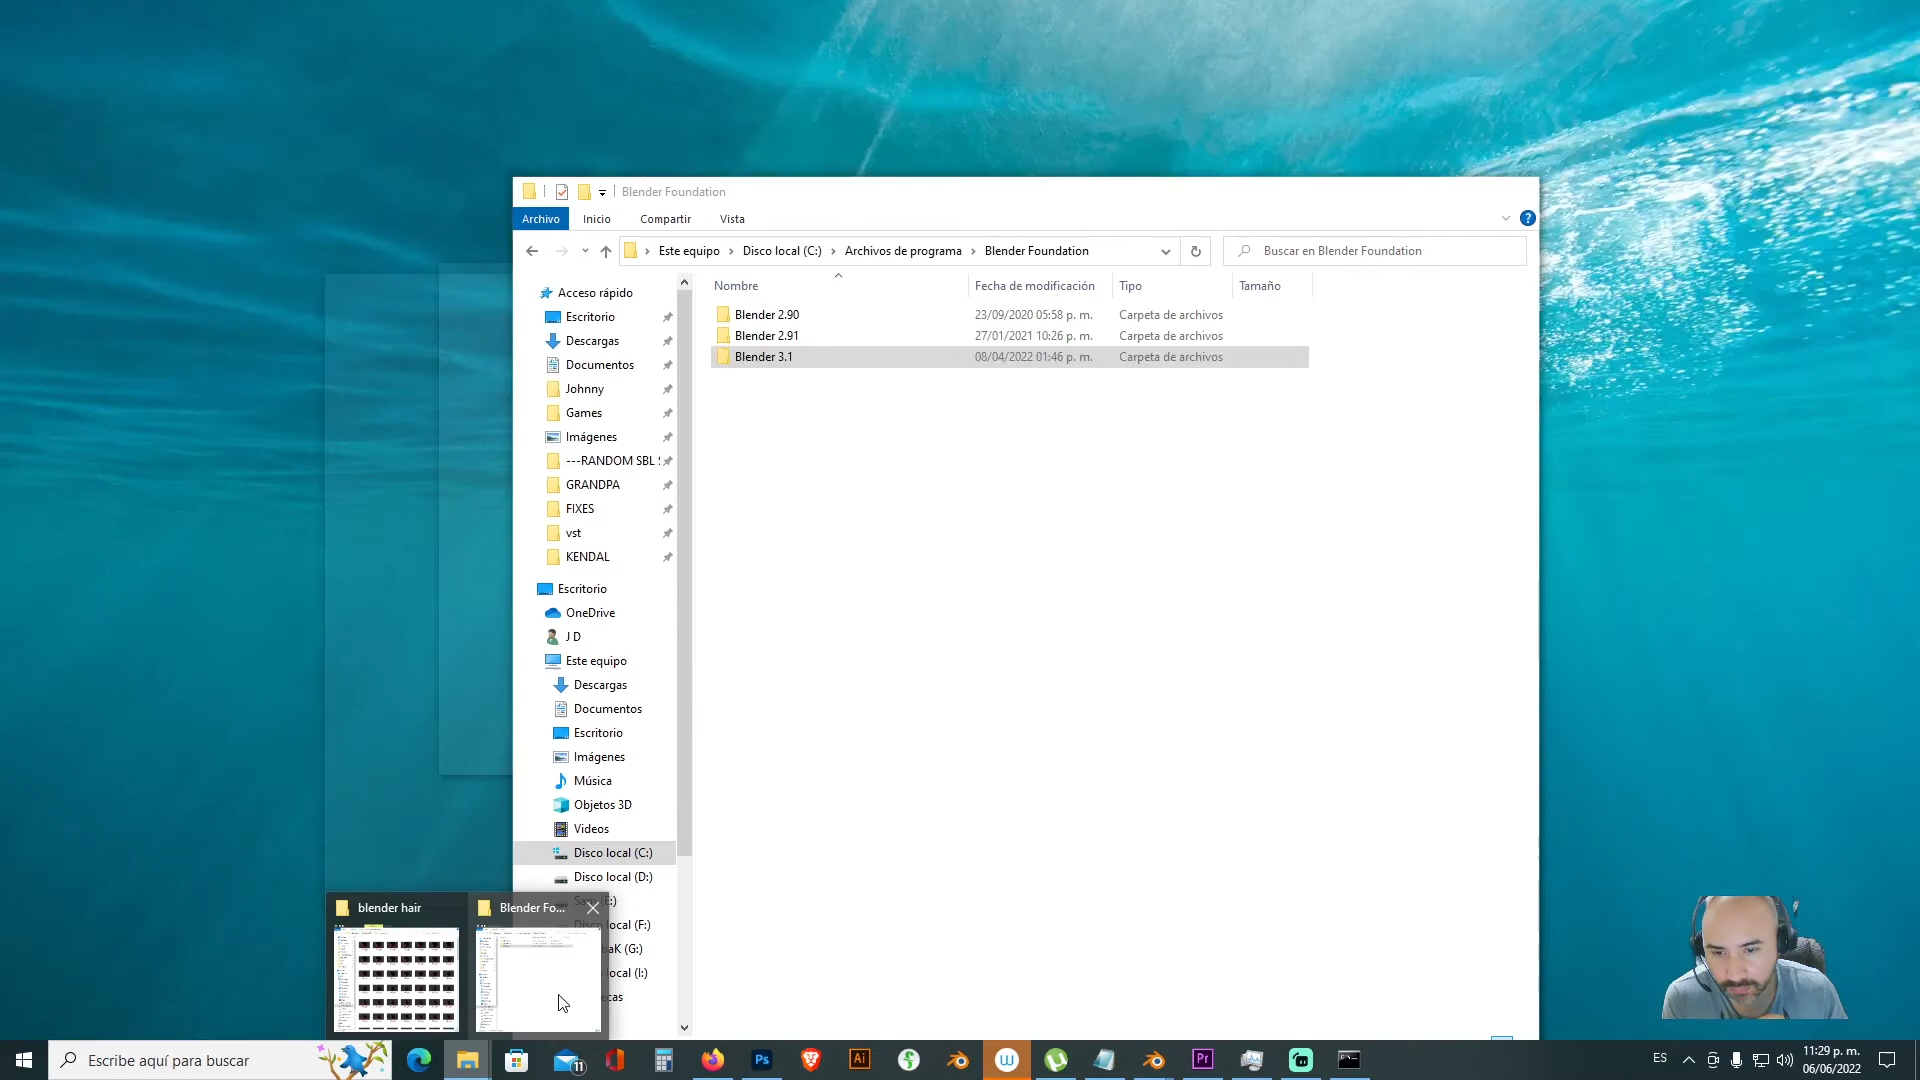 Blender Foundation
Archivo Inicio Compartir Vista
Este equipo Disco local (C:) Archivos de programa Blender Foundation Buscar en Blender Foundation
Nombre Fecha de modificación Tipo Tamaño
Blender 2.90 23/09/2020 05:58 p. m. Carpeta de archivos
Blender 2.91 27/01/2021 10:26 p. m. Carpeta de archivos
Blender 3.1 08/04/2022 01:46 p. m. Carpeta de archivos
Acceso rápido
Escritorio
Descargas
Documentos
Johnny
Games
Imágenes
---RANDOM SBL
GRANDPA
FIXES
vst
KENDAL
Escritorio
OneDrive
J D
Este equipo
Descargas
Documentos
Escritorio
Imágenes
Música
Objetos 3D
Videos
Disco local (C:)
Disco local (D:)
(E:)
local (F:)
(G:)
local (I:)
blender hair
Blender Fo...
Escribe aquí para buscar
11
Ps
Ai
W
Pr
ES
11:29 p. m.
06/06/2022